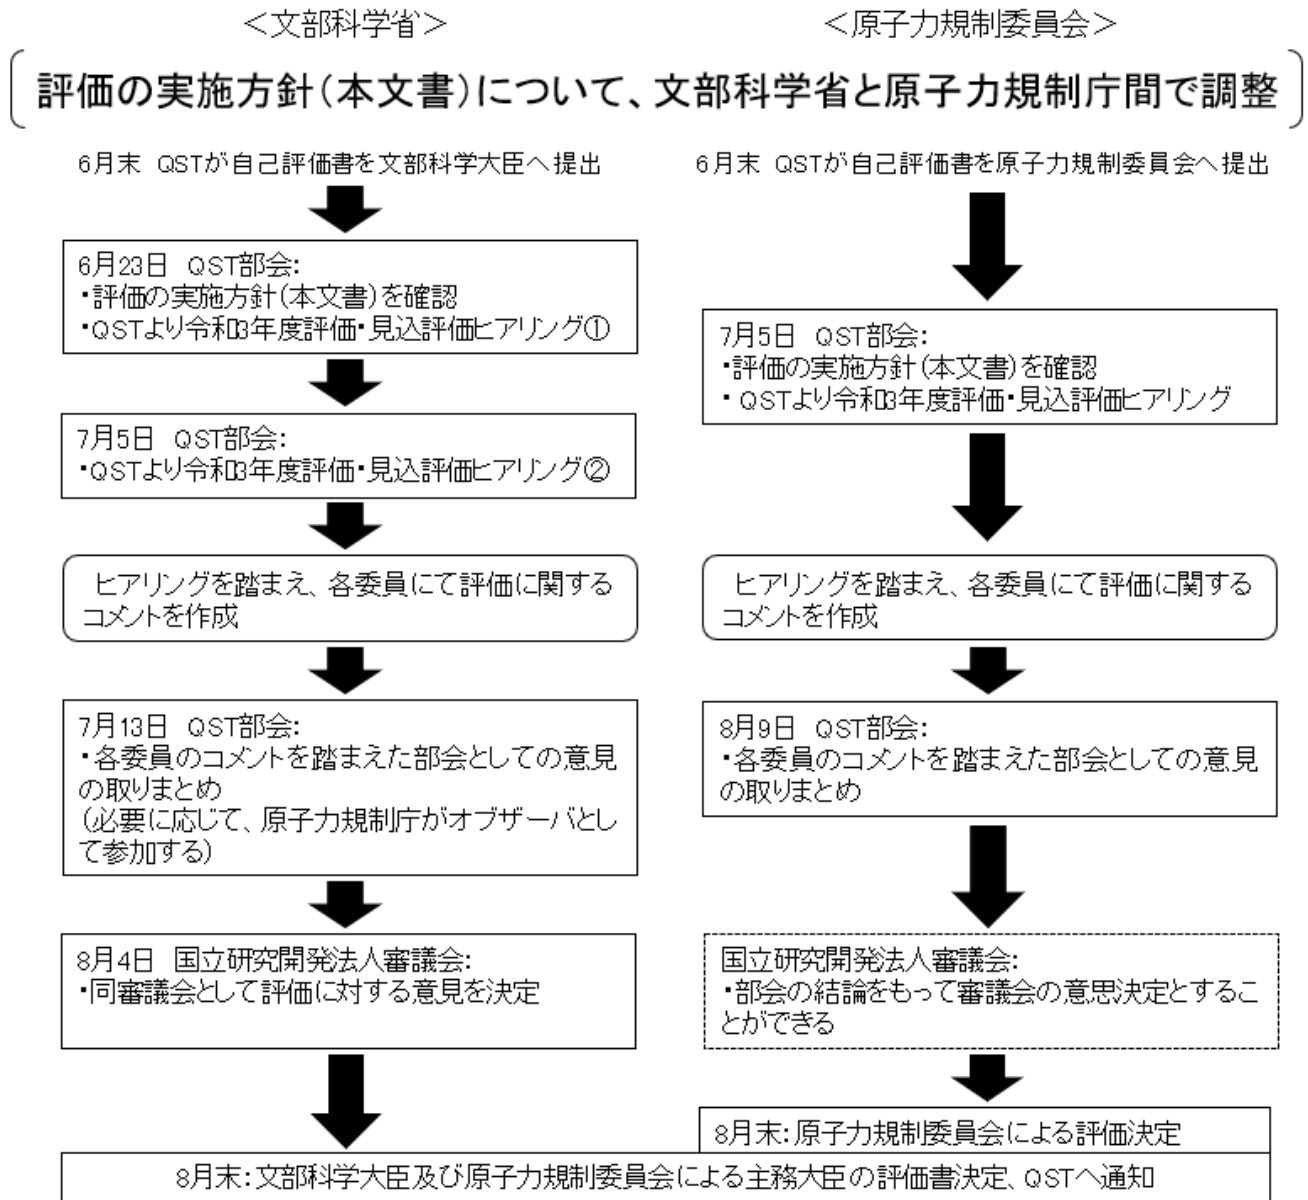 ＜文部科学省＞
＜原子力規制委員会＞
評価の実施方針(本文書)について、文部科学省と原子力規制庁間で調整
6月末 QSTが自己評価書を文部科学大臣へ提出
6月23日 QST部会:
・評価の実施方針(本文書)を確認
・QSTより令和3年度評価・見込評価ヒアリング①
7月5日 QST部会:
・QSTより令和3年度評価・見込評価ヒアリング②
ヒアリングを踏まえ、各委員にて評価に関する
コメントを作成
7月13日 QST部会:
・各委員のコメントを踏まえた部会としての意見
の取りまとめ
(必要に応じて、原子力規制庁がオブザーバとし
て参加する)
8月4日 国立研究開発法人審議会:
・同審議会として評価に対する意見を決定
6月末 QSTが自己評価書を原子力規制委員会へ提出
7月5日 QST部会:
・評価の実施方針(本文書)を確認
・QSTより令和3年度評価・見込評価ヒアリング
ヒアリングを踏まえ、各委員にて評価に関する
コメントを作成
8月9日 QST部会:
・各委員のコメントを踏まえた部会としての意見
の取りまとめ
国立研究開発法人審議会:
・部会の結論をもって審議会の意思決定とするこ
とができる
8月末:原子力規制委員会による評価決定
8月末:文部科学大臣及び原子力規制委員会による主務大臣の評価書決定、QSTへ通知